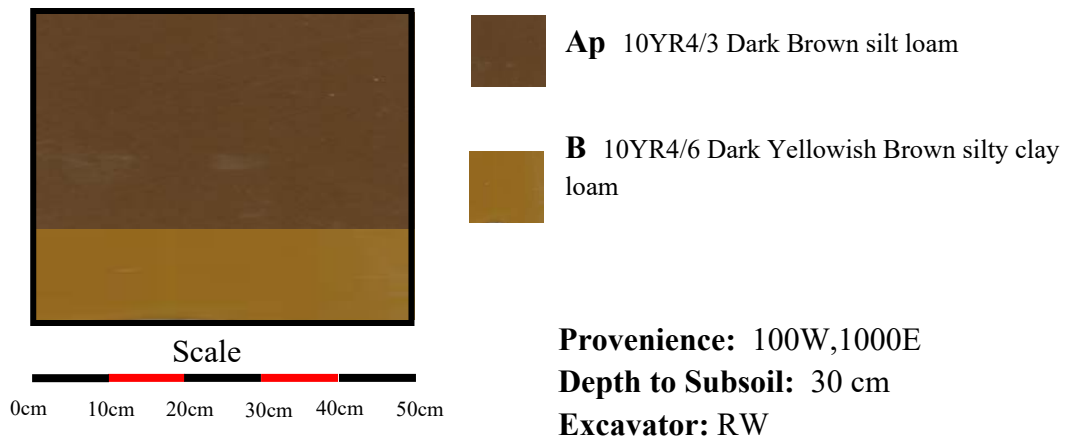 Ap 10YR4/3 Dark Brown silt loam
B 10YR4/6 Dark Yellowish Brown silty clay
loam
Scale
0cm 10cm 20cm 30cm 40cm 50cm
Provenience: 100W,1000E
Depth to Subsoil: 30 cm
Excavator: RW